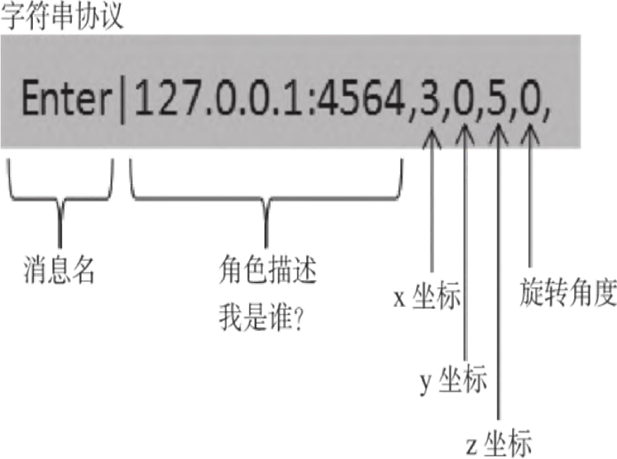 字符串协议
Enter|127.0.0.1:4564,3,0,5,0,
消息名
角色描述
我是谁?
x 坐标
旋转角度
y 坐标
z 坐标